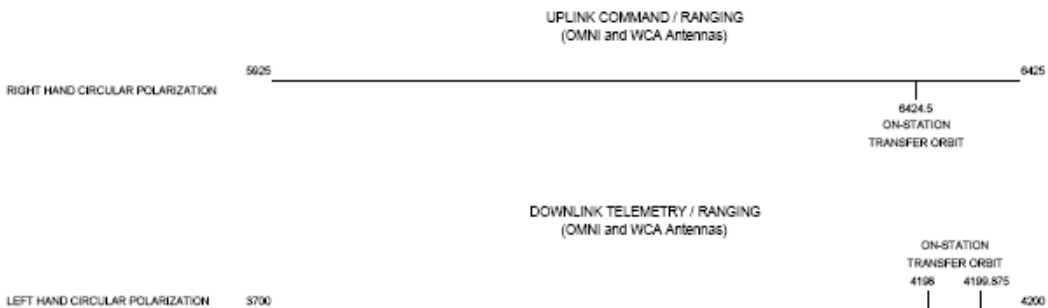 UPLINK COMMAND / RANGING
(OMNI and WCA Antennas)
5925 6425
RIGHT HAND CIRCULAR POLARIZATION
6424.5
ON-STATION
TRANSFER ORBIT
DOWNLINK TELEMETRY / RANGING
(OMNI and WCA Antennas)
ON-STATION
TRANSFER ORBIT
4198 4199.875
LEFT HAND CIRCULAR POLARIZATION 3700 4200